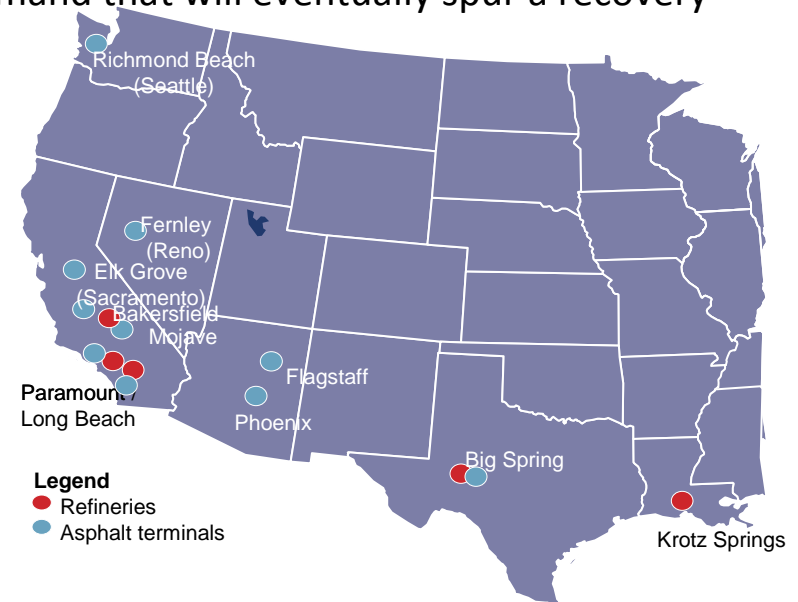 mand that will eventually spur a recovery
Richmond Beach
(Seattle)
Fernley
(Reno)
Elk Grove
(Sacramento)
Bakersfield
Mojave
Flagstaff
Phoenix
Paramount /
Long Beach
Big Spring
Krotz Springs
Legend
Refineries
Asphalt terminals